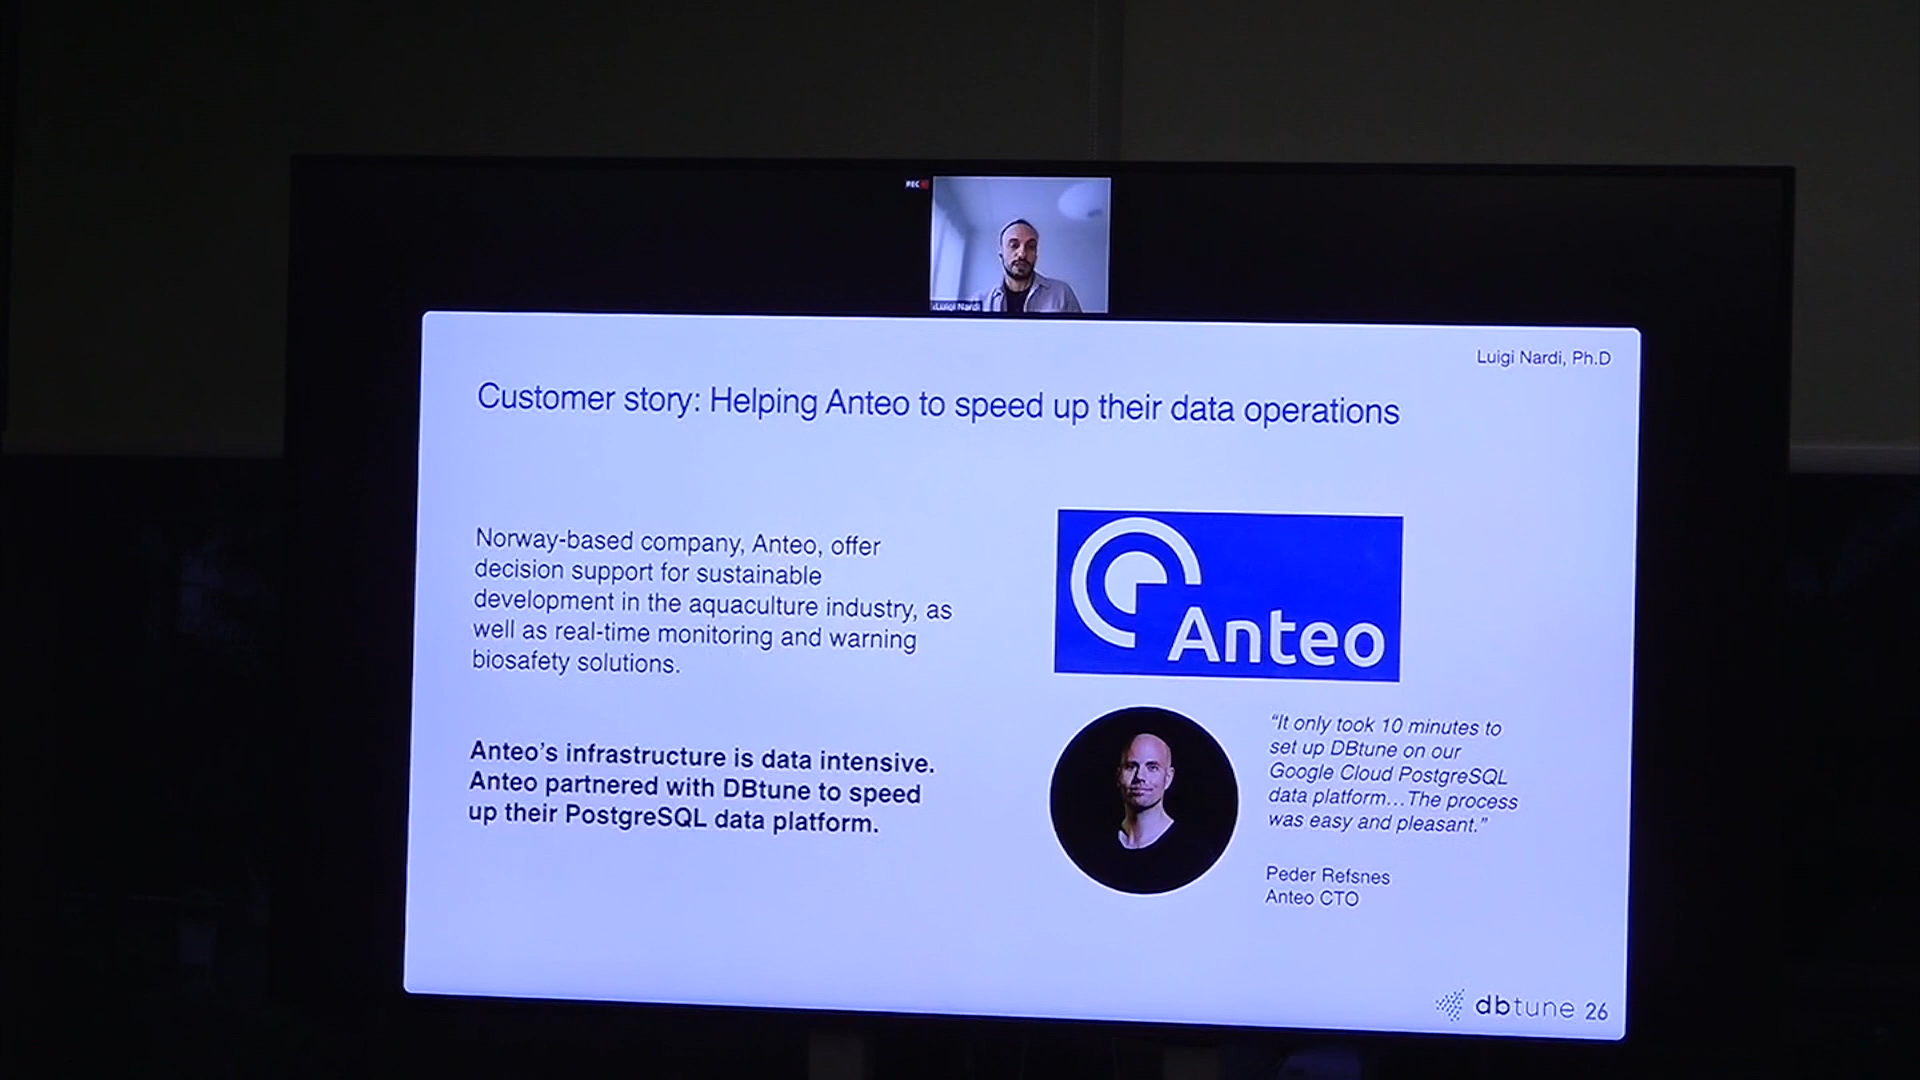 REC
Luigi Nardi
Luigi Nardi, Ph.D
Customer story: Helping Anteo to speed up their data operations
Norway-based company, Anteo, offer
decision support for sustainable
development in the aquaculture industry, as
well as real-time monitoring and warning
biosafety solutions.
Anteo's infrastructure is data intensive.
Anteo partnered with DBtune to speed
up their PostgreSQL data platform.
Anteo
“It only took 10 minutes to
set up DBtune on our
Google Cloud PostgreSQL
data platform...The process
was easy and pleasant.”
Peder Refsnes
Anteo CTO
dbtune 26